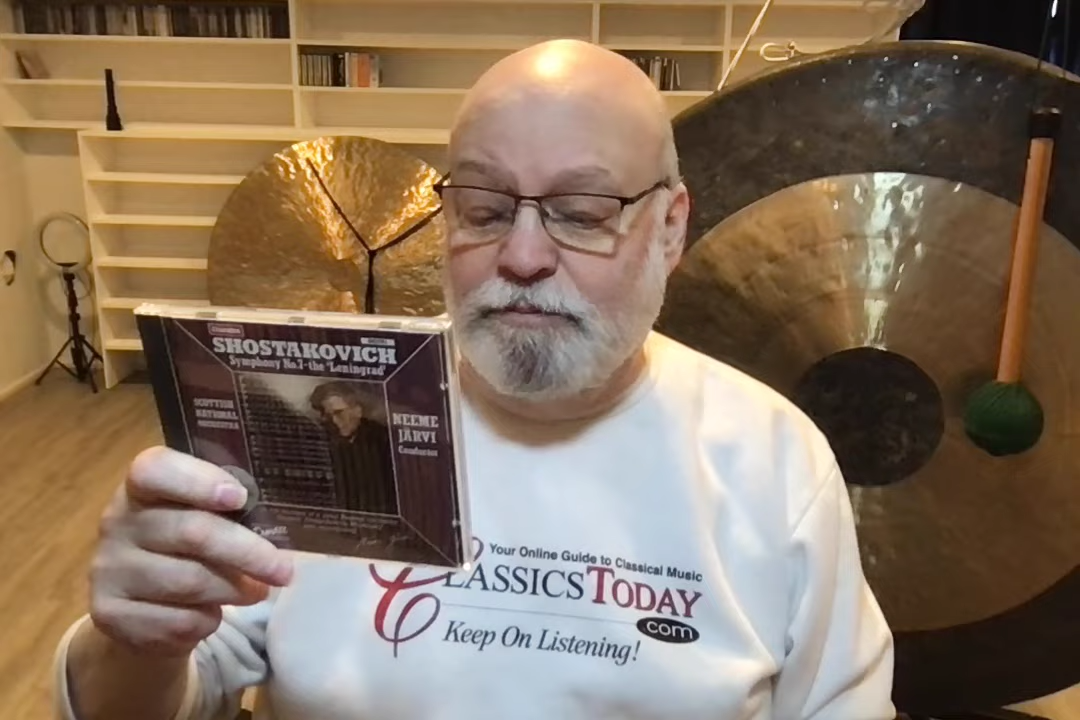 CHANDOS
SHOSTAKOVICH
Symphony No.7-the 'Leningrad'
SCOTTISH
NATIONAL
ORCHESTRA
NEEME
JÄRVI
Conductor
Your Online Guide to Classical Music
CLASSICSTODAY
com
Keep On Listening!